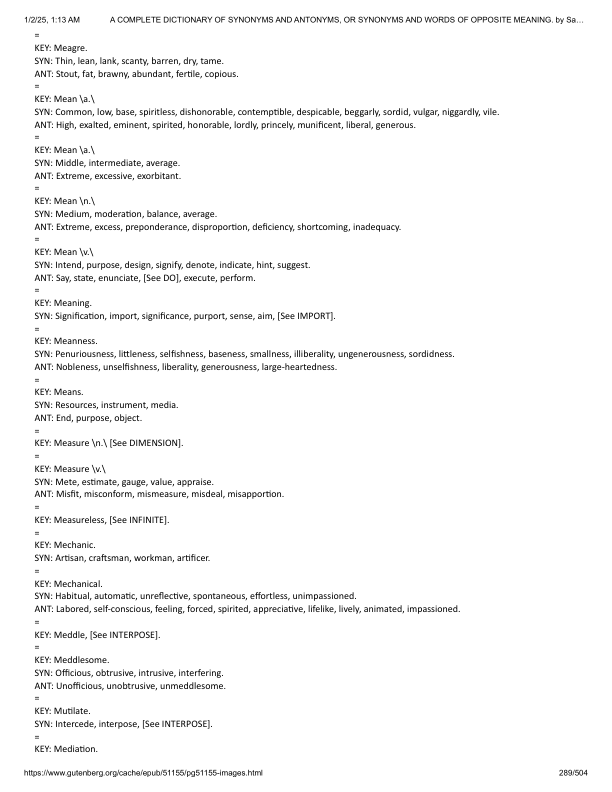 1/2/25, 1:13 AM A COMPLETE DICTIONARY OF SYNONYMS AND ANTONYMS, OR SYNONYMS AND WORDS OF OPPOSITE MEANING. by Sa…
=
KEY: Meagre.
SYN: Thin, lean, lank, scanty, barren, dry, tame.
ANT: Stout, fat, brawny, abundant, fertile, copious.
=
KEY: Mean \a.\
SYN: Common, low, base, spiritless, dishonorable, contemptible, despicable, beggarly, sordid, vulgar, niggardly, vile.
ANT: High, exalted, eminent, spirited, honorable, lordly, princely, munificent, liberal, generous.
=
KEY: Mean \a.\
SYN: Middle, intermediate, average.
ANT: Extreme, excessive, exorbitant.
=
KEY: Mean \n.\
SYN: Medium, moderation, balance, average.
ANT: Extreme, excess, preponderance, disproportion, deficiency, shortcoming, inadequacy.
=
KEY: Mean \v.\
SYN: Intend, purpose, design, signify, denote, indicate, hint, suggest.
ANT: Say, state, enunciate, [See DO], execute, perform.
=
KEY: Meaning.
SYN: Signification, import, significance, purport, sense, aim, [See IMPORT].
=
KEY: Meanness.
SYN: Penuriousness, littleness, selfishness, baseness, smallness, illiberality, ungenerousness, sordidness.
ANT: Nobleness, unselfishness, liberality, generousness, large-heartedness.
=
KEY: Means.
SYN: Resources, instrument, media.
ANT: End, purpose, object.
=
KEY: Measure \n.\ [See DIMENSION].
=
KEY: Measure \v.\
SYN: Mete, estimate, gauge, value, appraise.
ANT: Misfit, misconform, mismeasure, misdeal, misapportion.
=
KEY: Measureless, [See INFINITE].
=
KEY: Mechanic.
SYN: Artisan, craftsman, workman, artificer.
=
KEY: Mechanical.
SYN: Habitual, automatic, unreflective, spontaneous, effortless, unimpassioned.
ANT: Labored, self-conscious, feeling, forced, spirited, appreciative, lifelike, lively, animated, impassioned.
=
KEY: Meddle, [See INTERPOSE].
=
KEY: Meddlesome.
SYN: Officious, obtrusive, intrusive, interfering.
ANT: Unofficious, unobtrusive, unmeddlesome.
=
KEY: Mutilate.
SYN: Intercede, interpose, [See INTERPOSE].
=
KEY: Mediation.
https://www.gutenberg.org/cache/epub/51155/pg51155-images.html 289/504